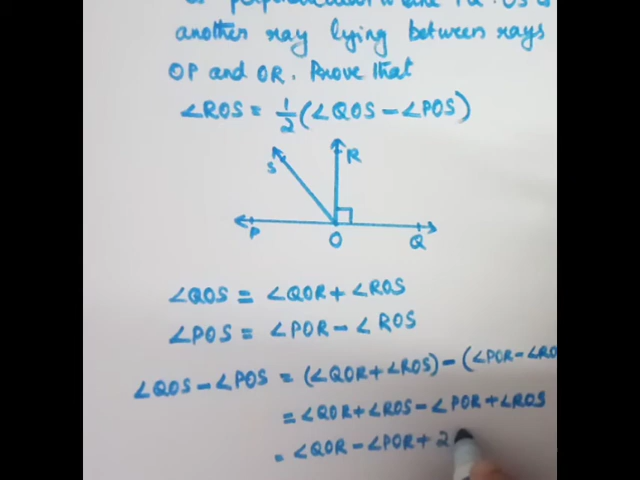 another ray lying between rays
OP and OR. Prove that
∠ROS = 1/2 (∠QOS − ∠POS)
S R
P O Q
∠QOS = ∠QOR + ∠ROS
∠POS = ∠POR − ∠ROS
∠QOS − ∠POS = (∠QOR + ∠ROS) − (∠POR − ∠RO
= ∠QOR + ∠ROS − ∠POR + ∠ROS
= ∠QOR − ∠POR + 2